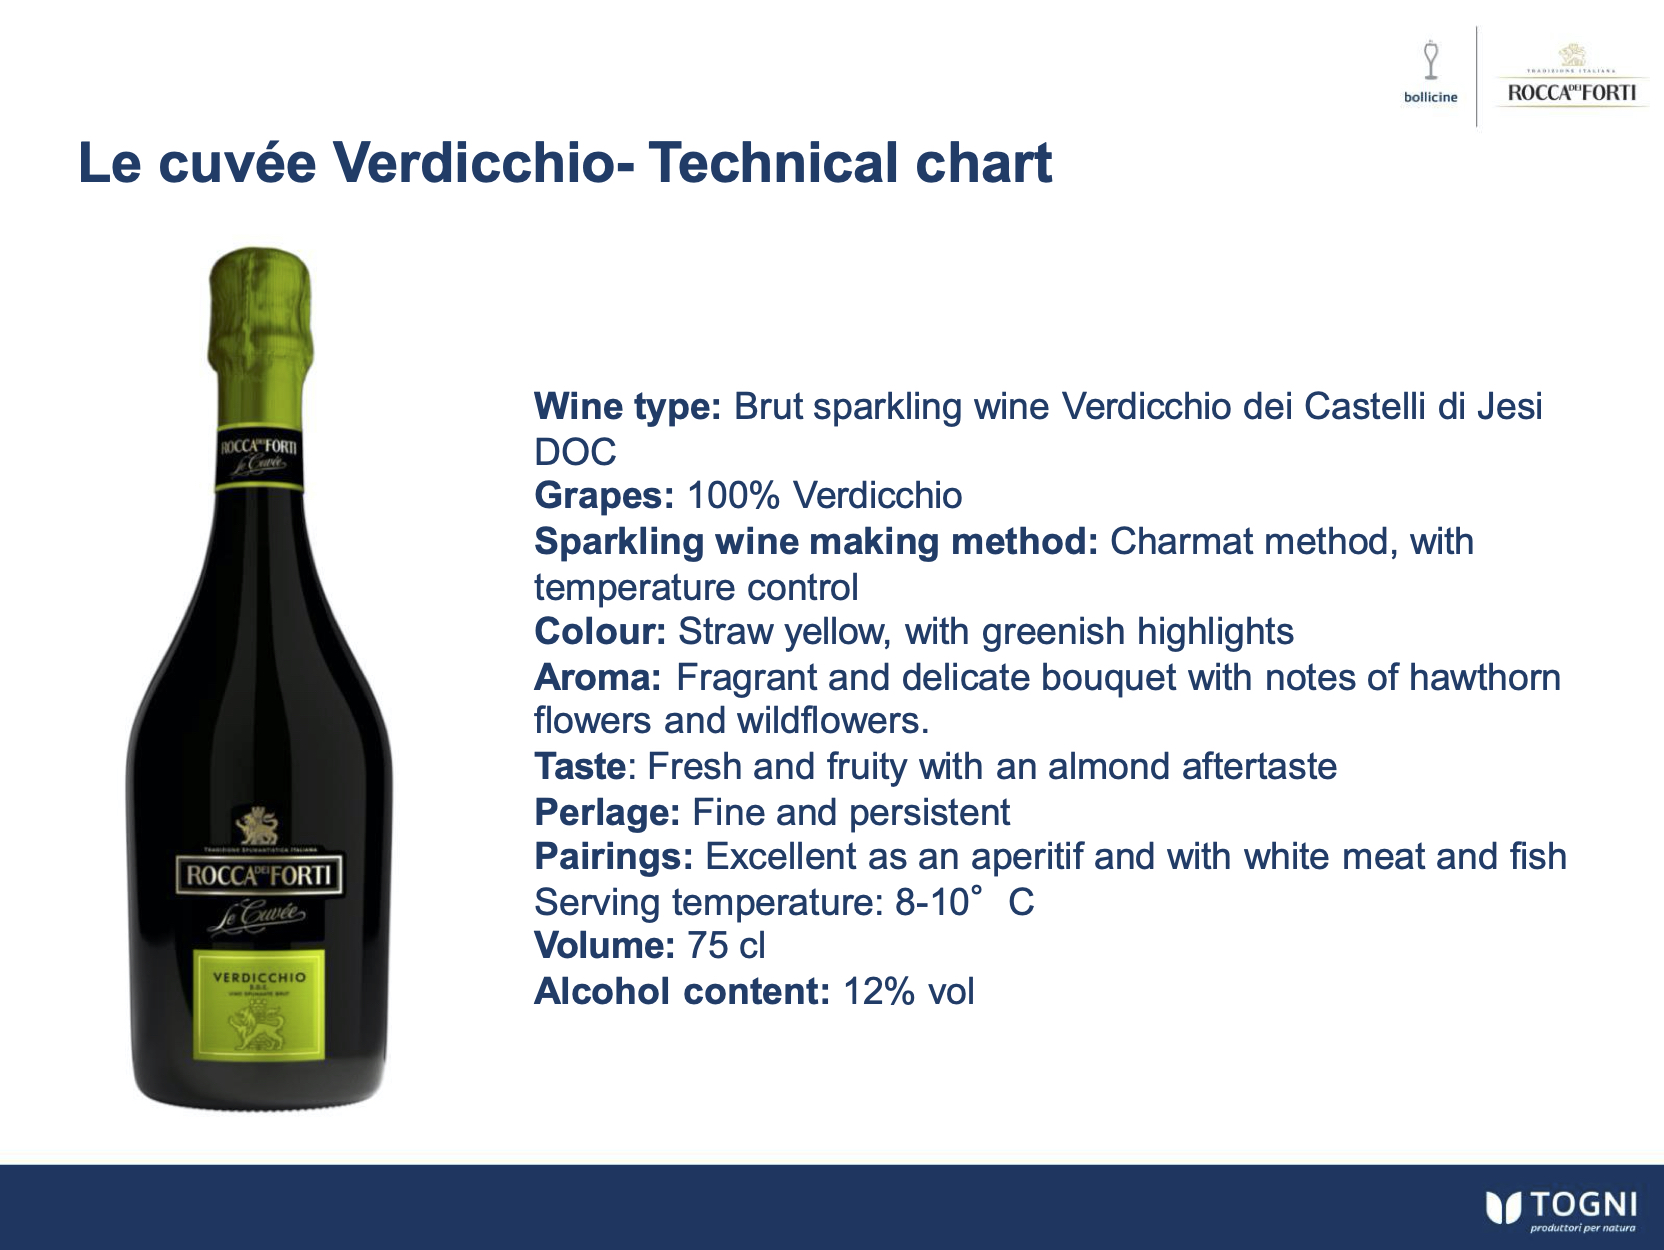 bollicine
TRADIZIONE ITALIANA
ROCCA DEI FORTI
Le cuvée Verdicchio- Technical chart
ROCCA DEI FORTI
Le Cuvée
Wine type: Brut sparkling wine Verdicchio dei Castelli di Jesi
DOC
Grapes: 100% Verdicchio
Sparkling wine making method: Charmat method, with
temperature control
Colour: Straw yellow, with greenish highlights
Aroma: Fragrant and delicate bouquet with notes of hawthorn
flowers and wildflowers.
Taste: Fresh and fruity with an almond aftertaste
Perlage: Fine and persistent
Pairings: Excellent as an aperitif and with white meat and fish
Serving temperature: 8-10° C
Volume: 75 cl
Alcohol content: 12% vol
TRADIZIONE SPUMANTISTICA ITALIANA
ROCCA DEI FORTI
Le Cuvée
VERDICCHIO
VINO SPUMANTE BRUT
TOGNI
produttori per natura